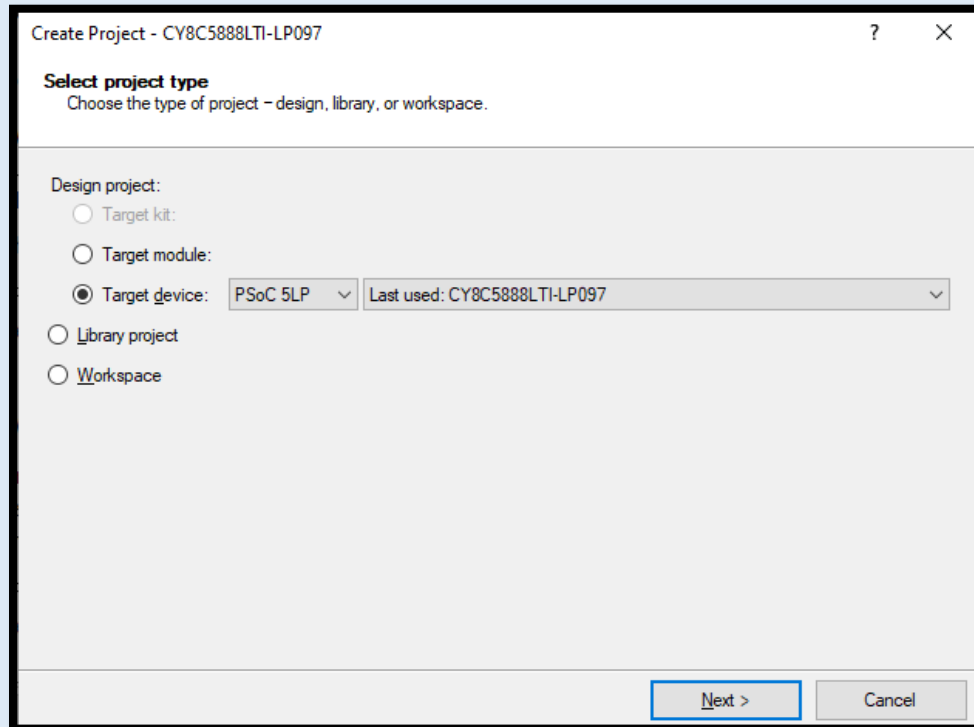 Create Project - CY8C5888LTI-LP097
Select project type
Choose the type of project – design, library, or workspace.
Design project:
Target kit:
Target module:
Target device: PSoC 5LP Last used: CY8C5888LTI-LP097
Library project
Workspace
Next > Cancel